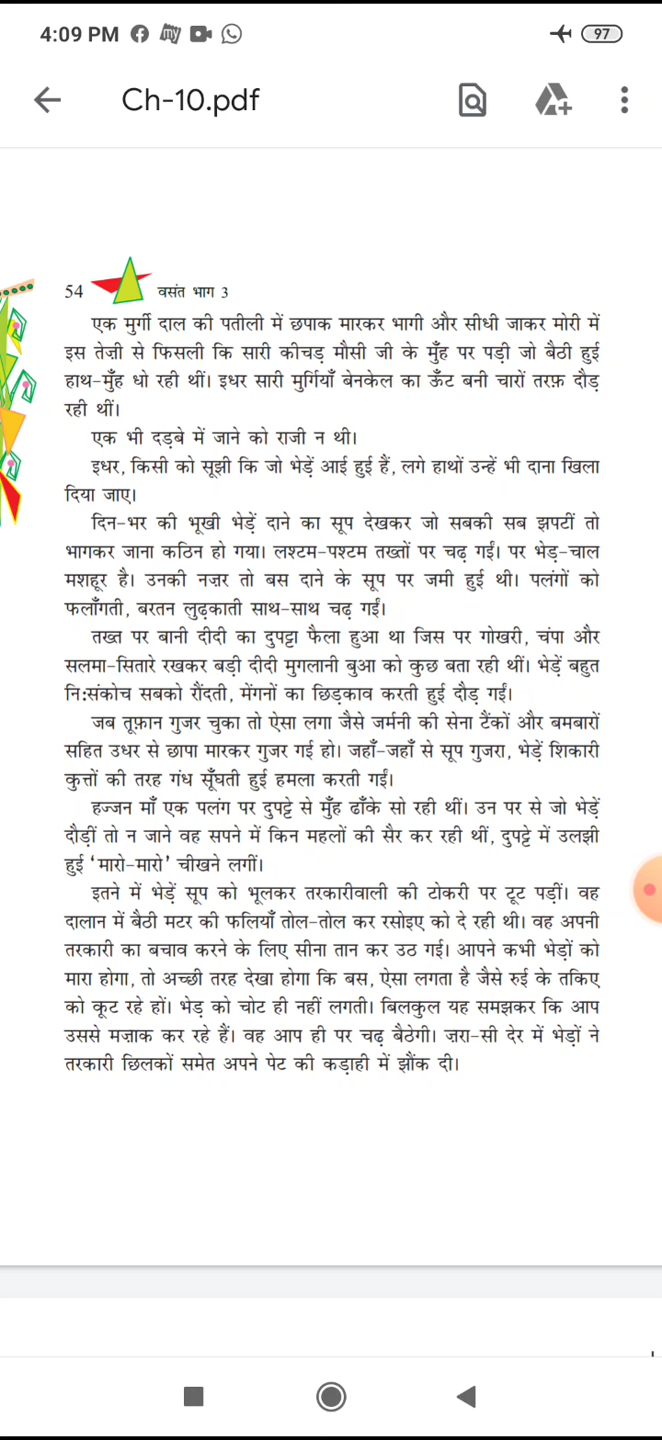 4:09 PM
97
Ch-10.pdf
54 वसंत भाग 3
एक मुर्गी दाल की पतीली में छपाक मारकर भागी और सीधी जाकर मोरी में
इस तेज़ी से फिसली कि सारी कीचड़ मौसी जी के मुँह पर पड़ी जो बैठी हुई
हाथ-मुँह धो रही थीं। इधर सारी मुर्गियाँ बेनकेल का ऊँट बनी चारों तरफ़ दौड़
रही थीं।
एक भी दड़बे में जाने को राजी न थी।
इधर, किसी को सूझी कि जो भेड़ें आई हुई हैं, लगे हाथों उन्हें भी दाना खिला
दिया जाए।
दिन-भर की भूखी भेड़ें दाने का सूप देखकर जो सबकी सब झपटीं तो
भागकर जाना कठिन हो गया। लश्टम-पश्टम तख्तों पर चढ़ गईं। पर भेड़-चाल
मशहूर है। उनकी नज़र तो बस दाने के सूप पर जमी हुई थी। पलंगों को
फलाँगती, बरतन लुढ़काती साथ-साथ चढ़ गईं।
तख्त पर बानी दीदी का दुपट्टा फैला हुआ था जिस पर गोखरी, चंपा और
सलमा-सितारे रखकर बड़ी दीदी मुगलानी बुआ को कुछ बता रही थीं। भेड़ें बहुत
नि:संकोच सबको रौंदती, मेंगनों का छिड़काव करती हुई दौड़ गईं।
जब तूफ़ान गुज़र चुका तो ऐसा लगा जैसे जर्मनी की सेना टैंकों और बमबारों
सहित उधर से छापा मारकर गुज़र गई हो। जहाँ-जहाँ से सूप गुज़रा, भेड़ें शिकारी
कुत्तों की तरह गंध सूँघती हुई हमला करती गईं।
हज्जन माँ एक पलंग पर दुपट्टे से मुँह ढाँके सो रही थीं। उन पर से जो भेड़ें
दौड़ीं तो न जाने वह सपने में किन महलों की सैर कर रही थीं, दुपट्टे में उलझी
हुई ‘मारो-मारो’ चीखने लगीं।
इतने में भेड़ें सूप को भूलकर तरकारीवाली की टोकरी पर टूट पड़ीं। वह
दालान में बैठी मटर की फलियाँ तोल-तोल कर रसोइए को दे रही थी। वह अपनी
तरकारी का बचाव करने के लिए सीना तान कर उठ गई। आपने कभी भेड़ों को
मारा होगा, तो अच्छी तरह देखा होगा कि बस, ऐसा लगता है जैसे रुई के तकिए
को कूट रहे हों। भेड़ को चोट ही नहीं लगती। बिलकुल यह समझकर कि आप
उससे मज़ाक कर रहे हैं। वह आप ही पर चढ़ बैठेगी। ज़रा-सी देर में भेड़ों ने
तरकारी छिलकों समेत अपने पेट की कड़ाही में झौंक दी।